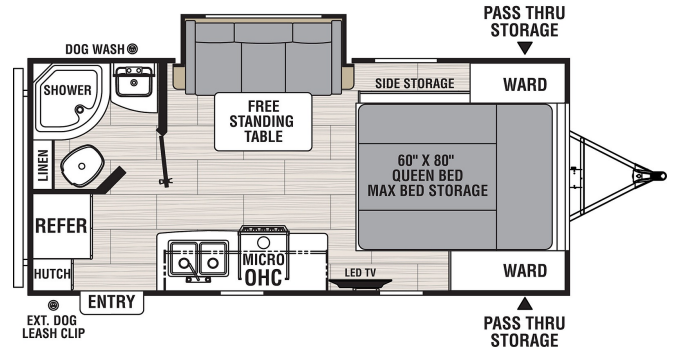 PASS THRU
STORAGE
DOG WASH
SHOWER
SIDE STORAGE
WARD
FREE
STANDING
TABLE
LINEN
60" X 80"
QUEEN BED
MAX BED STORAGE
REFER
MICRO
OHC
LED TV
WARD
HUTCH
ENTRY
EXT. DOG
LEASH CLIP
PASS THRU
STORAGE